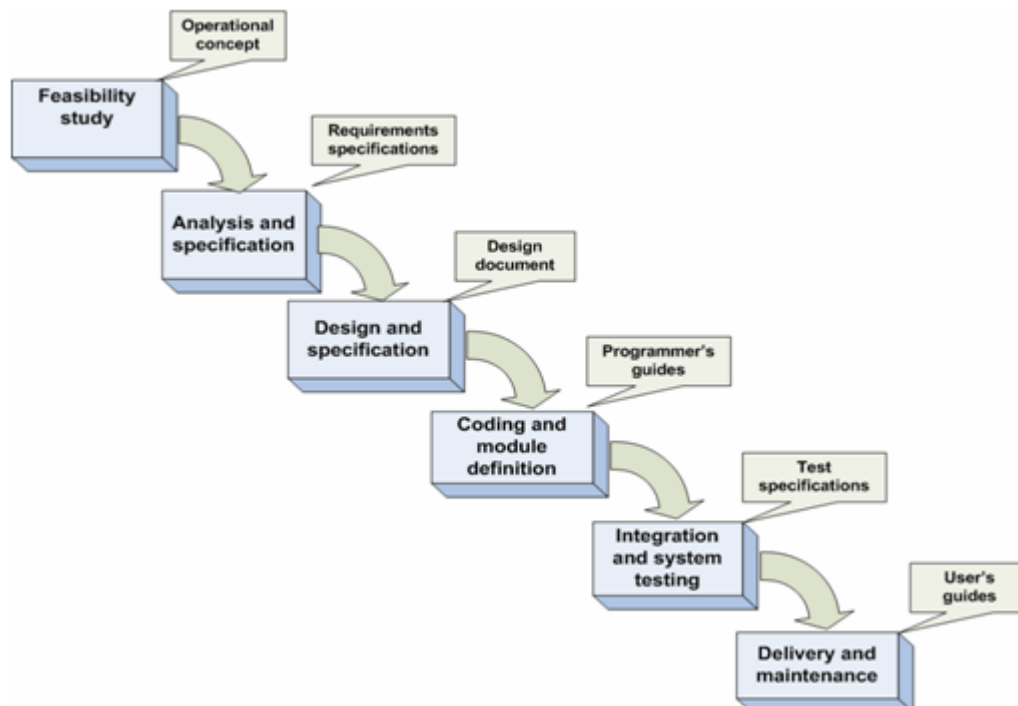 Operational
concept
Feasibility
study
Requirements
specifications
Analysis and
specification
Design
document
Design and
specification
Programmer's
guides
Coding and
module
definition
Test
specifications
Integration
and system
testing
User's
guides
Delivery and
maintenance